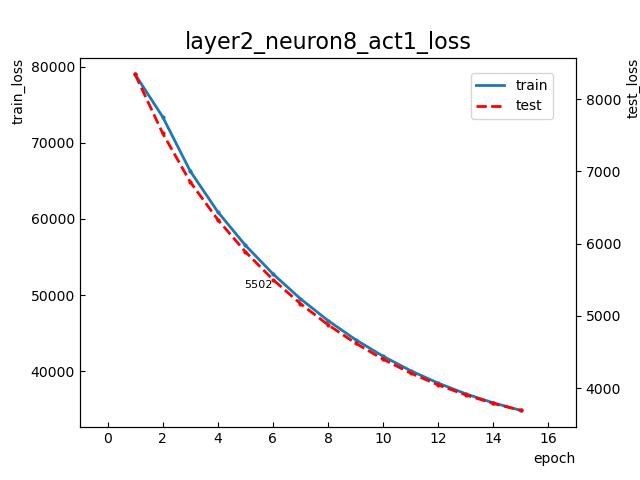 layer2_neuron8_act1_loss
train_loss
test_loss
80000
70000
60000
50000
40000
8000
7000
6000
5000
4000
train
test
5502
0 2 4 6 8 10 12 14 16
epoch